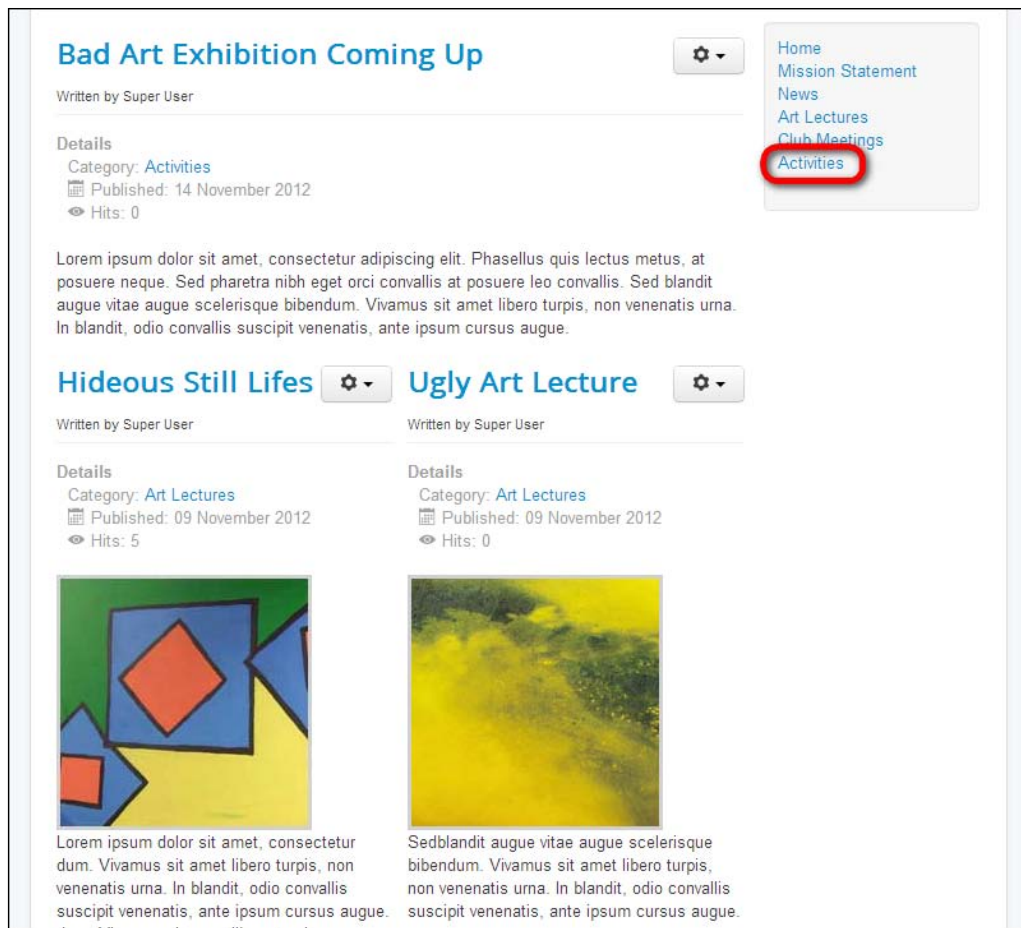 Bad Art Exhibition Coming Up
Written by Super User
Details
Category: Activities
Published: 14 November 2012
Hits: 0
Lorem ipsum dolor sit amet, consectetur adipiscing elit. Phasellus quis lectus metus, at
posuere neque. Sed pharetra nibh eget orci convallis at posuere leo convallis. Sed blandit
augue vitae augue scelerisque bibendum. Vivamus sit amet libero turpis, non venenatis urna.
In blandit, odio convallis suscipit venenatis, ante ipsum cursus augue.
Hideous Still Lifes
Written by Super User
Details
Category: Art Lectures
Published: 09 November 2012
Hits: 5
Lorem ipsum dolor sit amet, consectetur
dum. Vivamus sit amet libero turpis, non
venenatis urna. In blandit, odio convallis
suscipit venenatis, ante ipsum cursus augue.
Ugly Art Lecture
Written by Super User
Details
Category: Art Lectures
Published: 09 November 2012
Hits: 0
Sedblandit augue vitae augue scelerisque
bibendum. Vivamus sit amet libero turpis,
non venenatis urna. In blandit, odio convallis
suscipit venenatis, ante ipsum cursus augue.
Home
Mission Statement
News
Art Lectures
Club Meetings
Activities